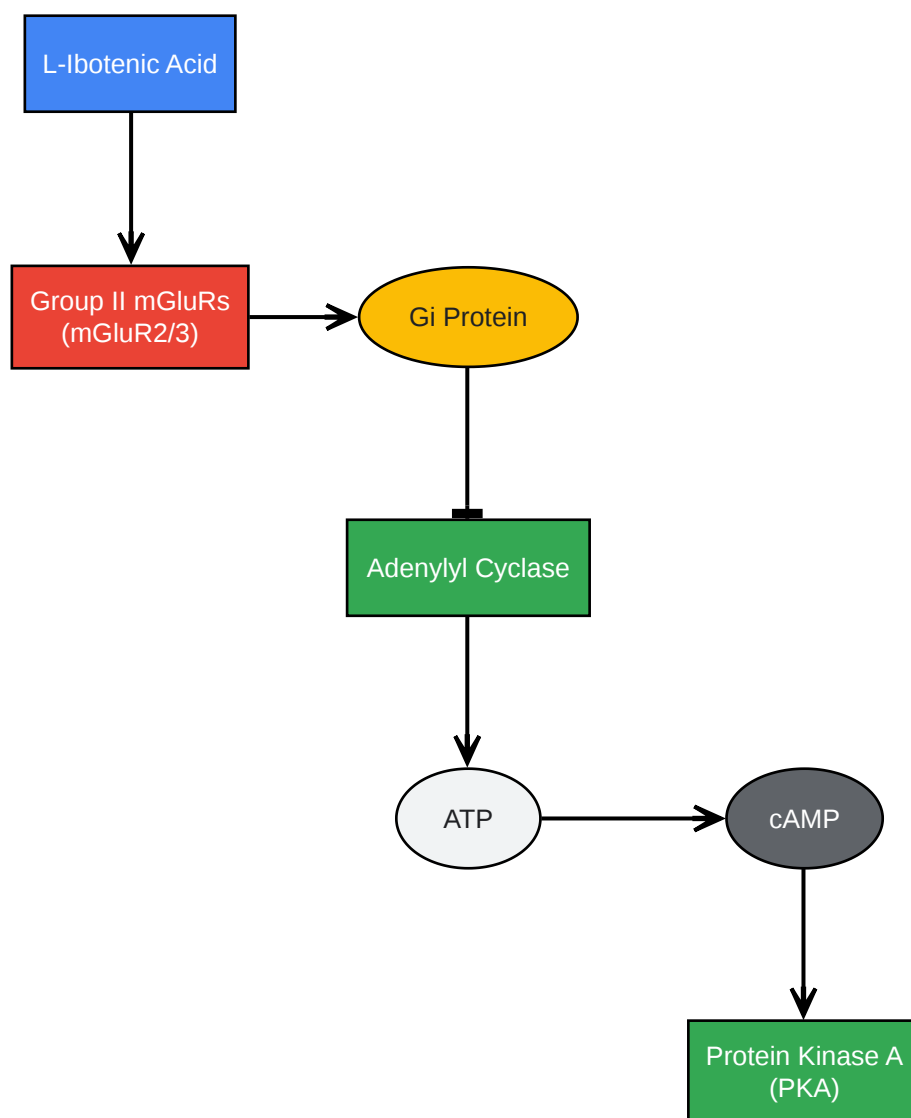 L-Ibotenic Acid
Group II mGluRs
(mGluR2/3)
Gi Protein
Adenylyl Cyclase
ATP
cAMP
Protein Kinase A
(PKA)